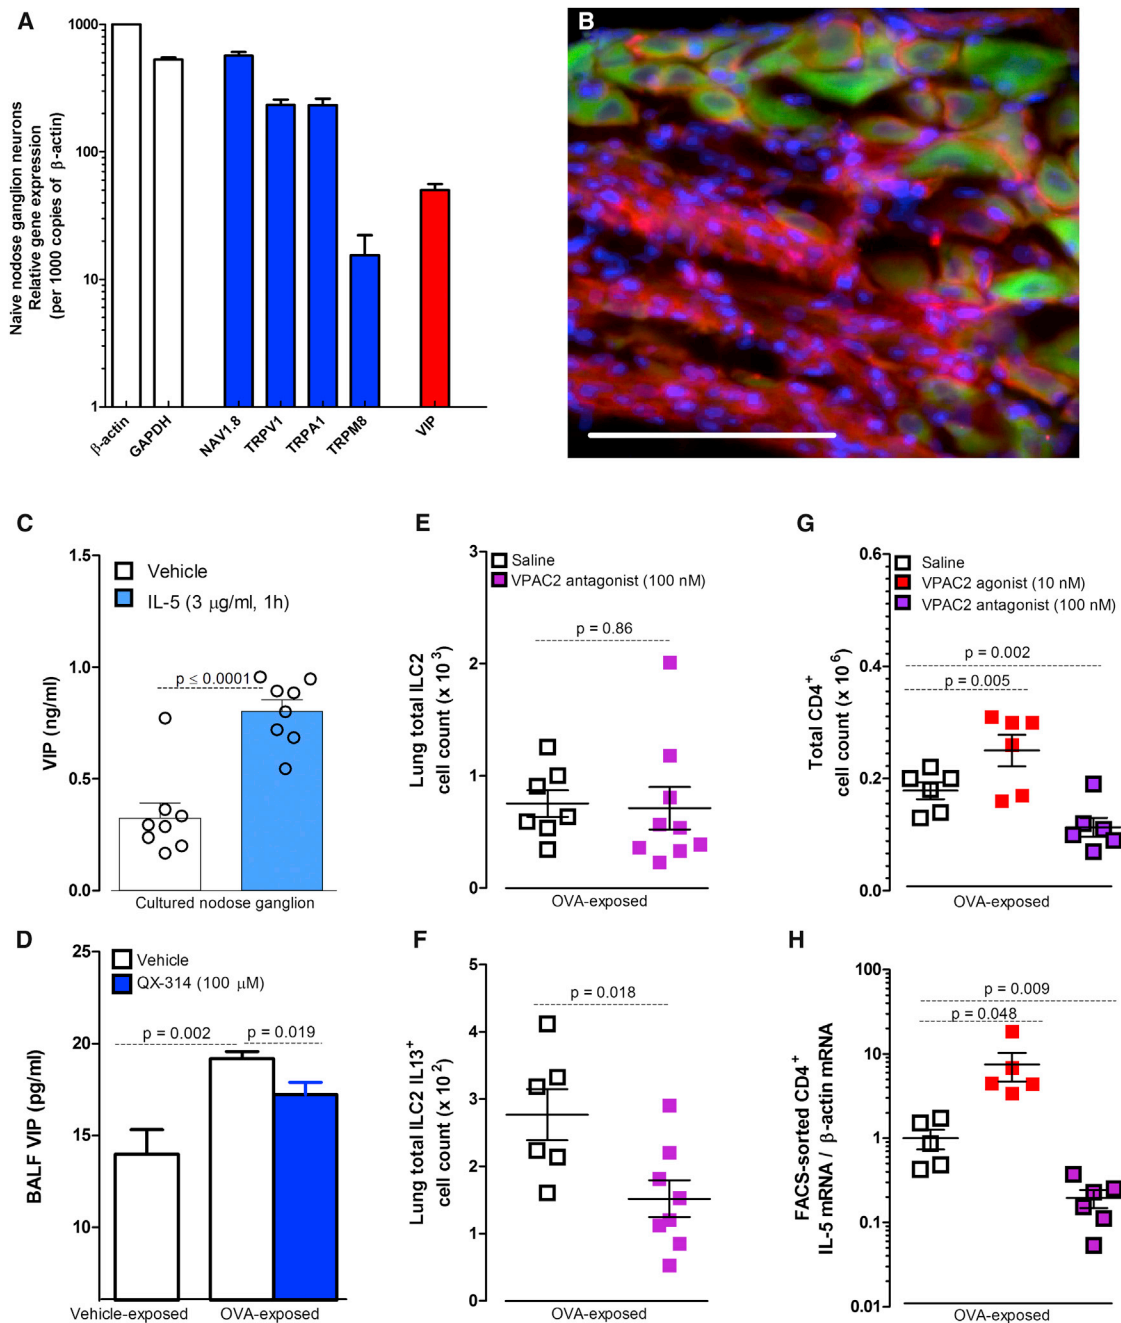 A
Naive nodose ganglion neurons
Relative gene expression
(per 1000 copies of β-actin)
1000
100
10
1
β-actin
GAPDH
NAV1.8
TRPV1
TRPA1
TRPM8
VIP
B
C
VIP (ng/ml)
1.5
1.0
0.5
0.0
Vehicle
IL-5 (3 μg/ml, 1h)
p ≤ 0.0001
Cultured nodose ganglion
D
BALF VIP (pg/ml)
25
20
15
10
Vehicle
QX-314 (100 μM)
p = 0.002
p = 0.019
Vehicle-exposed
OVA-exposed
E
Lung total ILC2
cell count (x 10³)
3
2
1
0
Saline
VPAC2 antagonist (100 nM)
p = 0.86
OVA-exposed
F
Lung total ILC2 IL13⁺
cell count (x 10²)
5
4
3
2
1
0
p = 0.018
OVA-exposed
G
Total CD4⁺
cell count (x 10⁶)
0.6
0.4
0.2
0.0
Saline
VPAC2 agonist (10 nM)
VPAC2 antagonist (100 nM)
p = 0.002
p = 0.005
OVA-exposed
H
FACS-sorted CD4⁺
IL-5 mRNA / β-actin mRNA
100
10
1
0.1
0.01
p = 0.009
p = 0.048
OVA-exposed